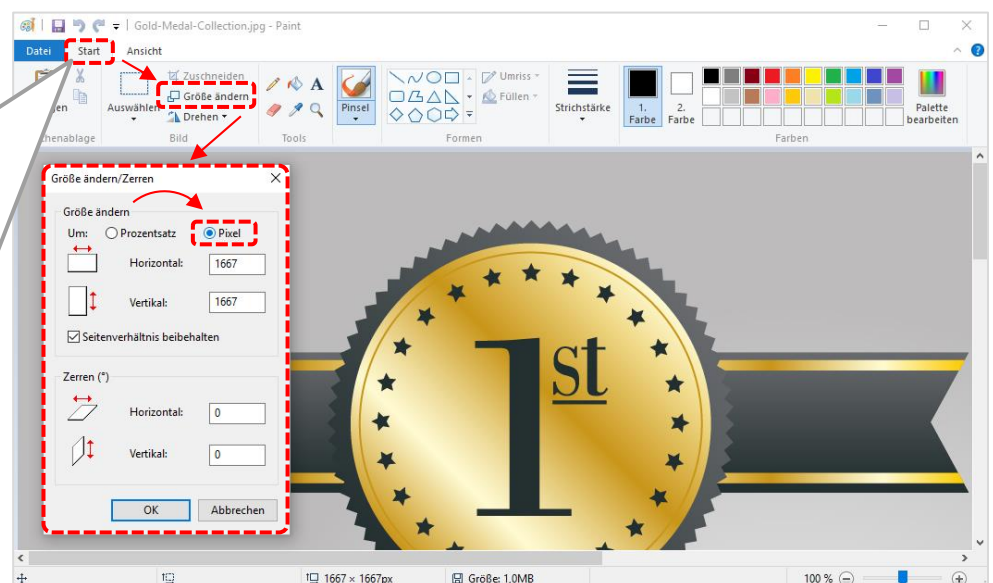 Gold-Medal-Collection.jpg - Paint
Datei Start Ansicht
Zuschneiden
Größe ändern
Drehen
Auswählen
Bild
A
Tools
Pinsel
Umriss
Füllen
Formen
Strichstärke
1. Farbe
2. Farbe
Farben
Palette bearbeiten
Größe ändern/Zerren
Größe ändern
Um: Prozentsatz Pixel
Horizontal: 1667
Vertikal: 1667
Seitenverhältnis beibehalten
Zerren (°)
Horizontal: 0
Vertikal: 0
OK Abbrechen
1st
1667 × 1667px Größe: 1.0MB 100 %